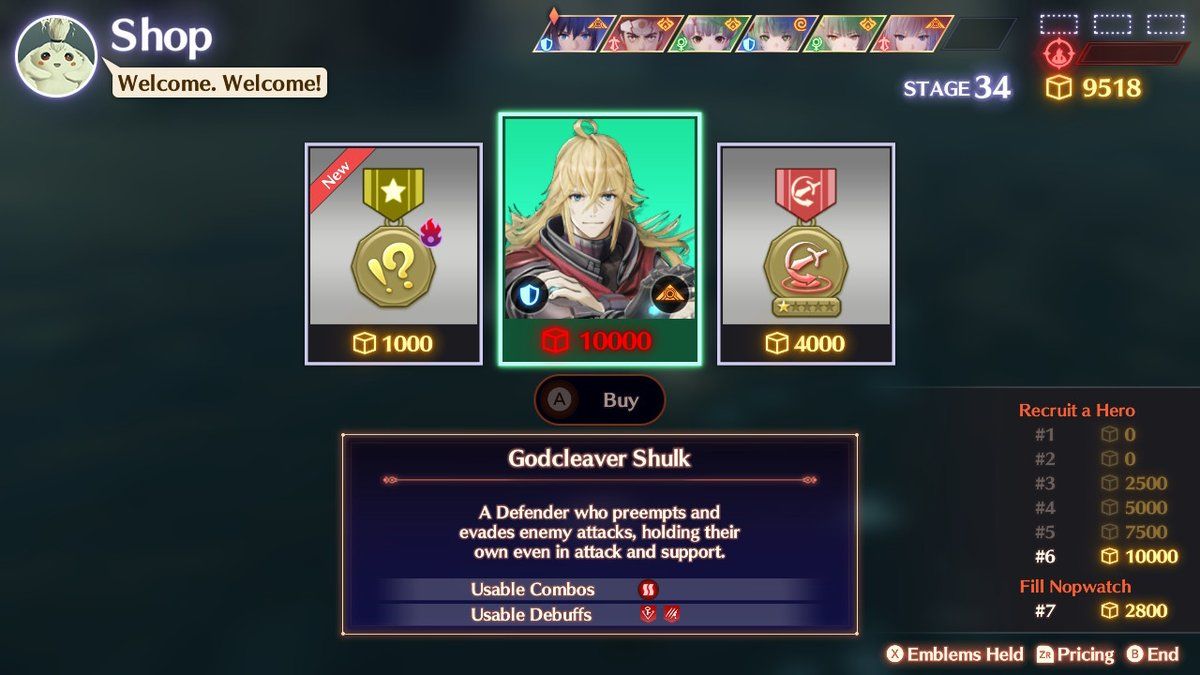 Shop
Welcome. Welcome!
STAGE 34
9518
New
1000
10000
4000
A Buy
Godcleaver Shulk
A Defender who preempts and
evades enemy attacks, holding their
own even in attack and support.
Usable Combos
Usable Debuffs
Recruit a Hero
#1 0
#2 0
#3 2500
#4 5000
#5 7500
#6 10000
Fill Nopwatch
#7 2800
X Emblems Held ZR Pricing B End